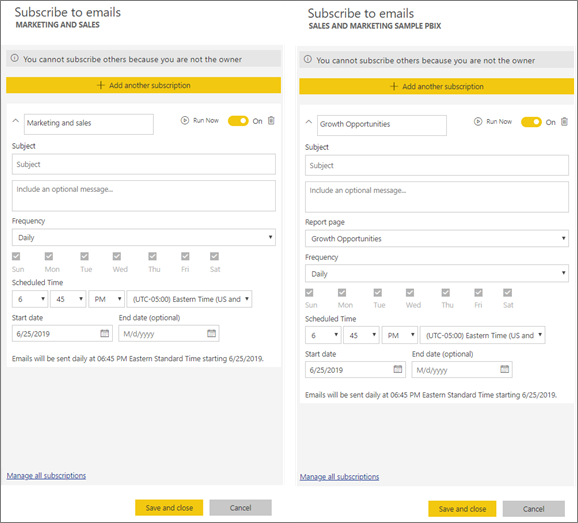 Subscribe to emails
MARKETING AND SALES
You cannot subscribe others because you are not the owner
+ Add another subscription
Marketing and sales
Run Now
On
Subject
Subject
Include an optional message...
Frequency
Daily
Sun Mon Tue Wed Thu Fri Sat
Scheduled Time
6 45 PM (UTC-05:00) Eastern Time (US and
Start date End date (optional)
6/25/2019 M/d/yyyy
Emails will be sent daily at 06:45 PM Eastern Standard Time starting 6/25/2019.
Manage all subscriptions
Save and close Cancel
Subscribe to emails
SALES AND MARKETING SAMPLE PBIX
You cannot subscribe others because you are not the owner
+ Add another subscription
Growth Opportunities
Run Now
On
Subject
Subject
Include an optional message...
Report page
Growth Opportunities
Frequency
Daily
Sun Mon Tue Wed Thu Fri Sat
Scheduled Time
6 45 PM (UTC-05:00) Eastern Time (US and
Start date End date (optional)
6/25/2019 M/d/yyyy
Emails will be sent daily at 06:45 PM Eastern Standard Time starting 6/25/2019.
Manage all subscriptions
Save and close Cancel